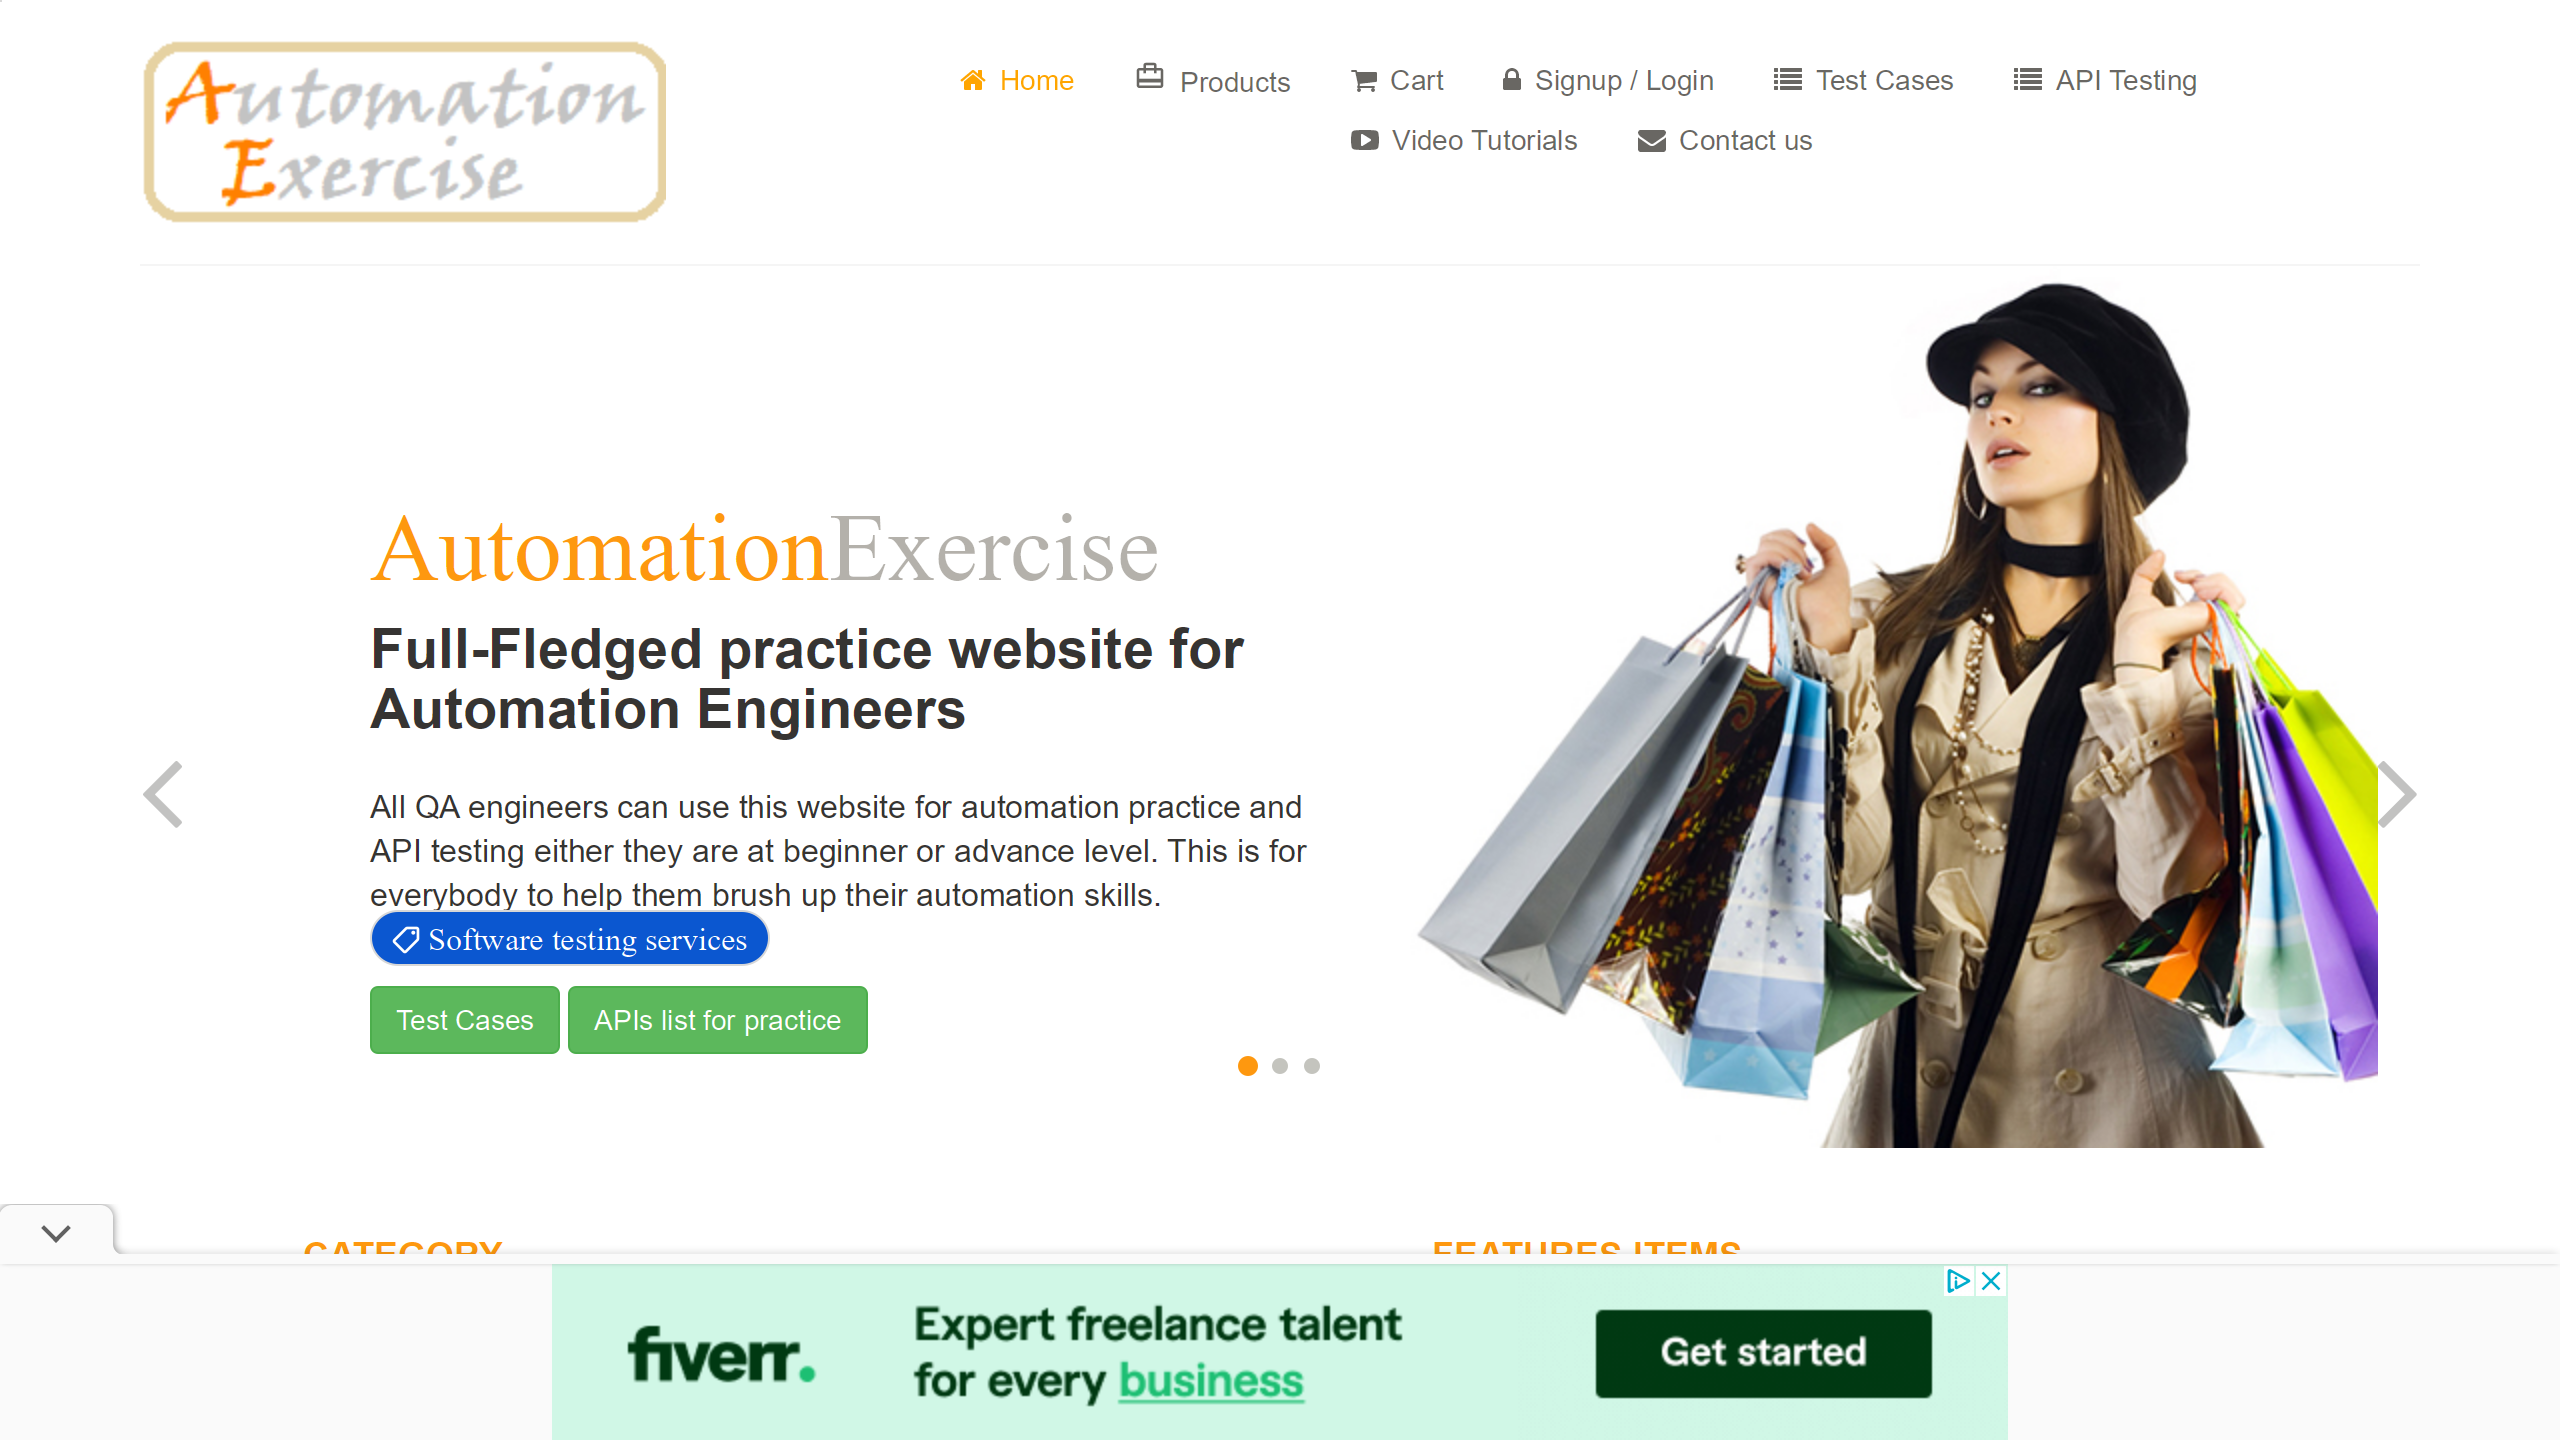 Automation
Exercise
Home
Products
Cart
Signup / Login
Test Cases
API Testing
Video Tutorials
Contact us
AutomationExercise
Full-Fledged practice website for
Automation Engineers
All QA engineers can use this website for automation practice and
API testing either they are at beginner or advance level. This is for
everybody to help them brush up their automation skills.
Software testing services
Test Cases
APIs list for practice
CATEGORY
FEATURES ITEMS
fiverr.
Expert freelance talent
for every business
Get started